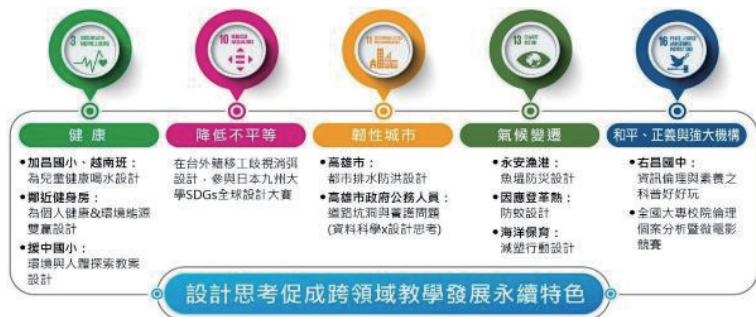 3
10
11
13
16
健康
降低不平等
韌性城市
氣候變遷
和平、正義與強大機構
•加昌國小、越南班：
為兒童健康喝水設計
•鄰近健身房：
為個人健康&環境能源
雙贏設計
•援中國小：
環境與人體探索教案
設計
在台外籍移工歧視消弭
設計，參與日本九州大
學SDGs全球設計大賽
•高雄市：
都市排水防洪設計
•高雄市政府公務人員：
道路坑洞與養護問題
(資料科學x設計思考)
•永安漁港：
魚塭防災設計
•因應登革熱：
防蚊設計
•海洋保育：
減塑行動設計
•右昌國中：
資訊倫理與素養之
科普好好玩
•全國大專校院倫理
個案分析暨微電影
競賽
設計思考促成跨領域教學發展永續特色